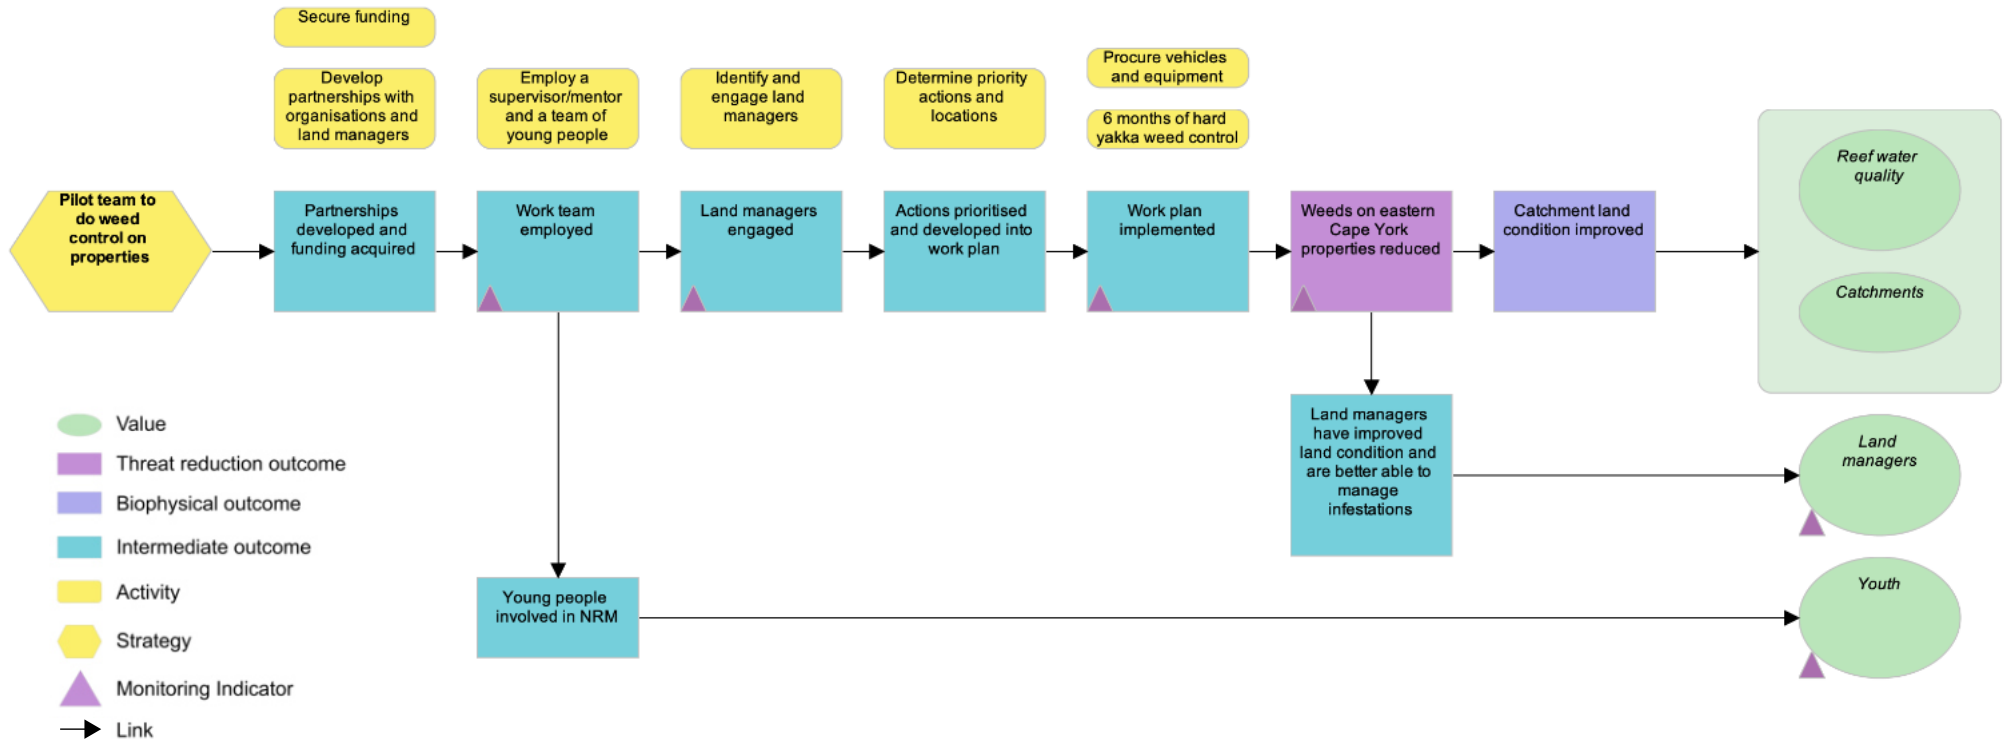 Secure funding
Develop
partnerships with
organisations and
land managers
Employ a
supervisor/mentor
and a team of
young people
Identify and
engage land
managers
Determine priority
actions and
locations
Procure vehicles
and equipment
6 months of hard
yakka weed control
Pilot team to
do weed
control on
properties
Partnerships
developed and
funding acquired
Work team
employed
Land managers
engaged
Actions prioritised
and developed into
work plan
Work plan
implemented
Weeds on eastern
Cape York
properties reduced
Catchment land
condition improved
Reef water
quality
Catchments
Land managers
have improved
land condition and
are better able to
manage
infestations
Land
managers
Young people
involved in NRM
Youth
Value
Threat reduction outcome
Biophysical outcome
Intermediate outcome
Activity
Strategy
Monitoring Indicator
Link